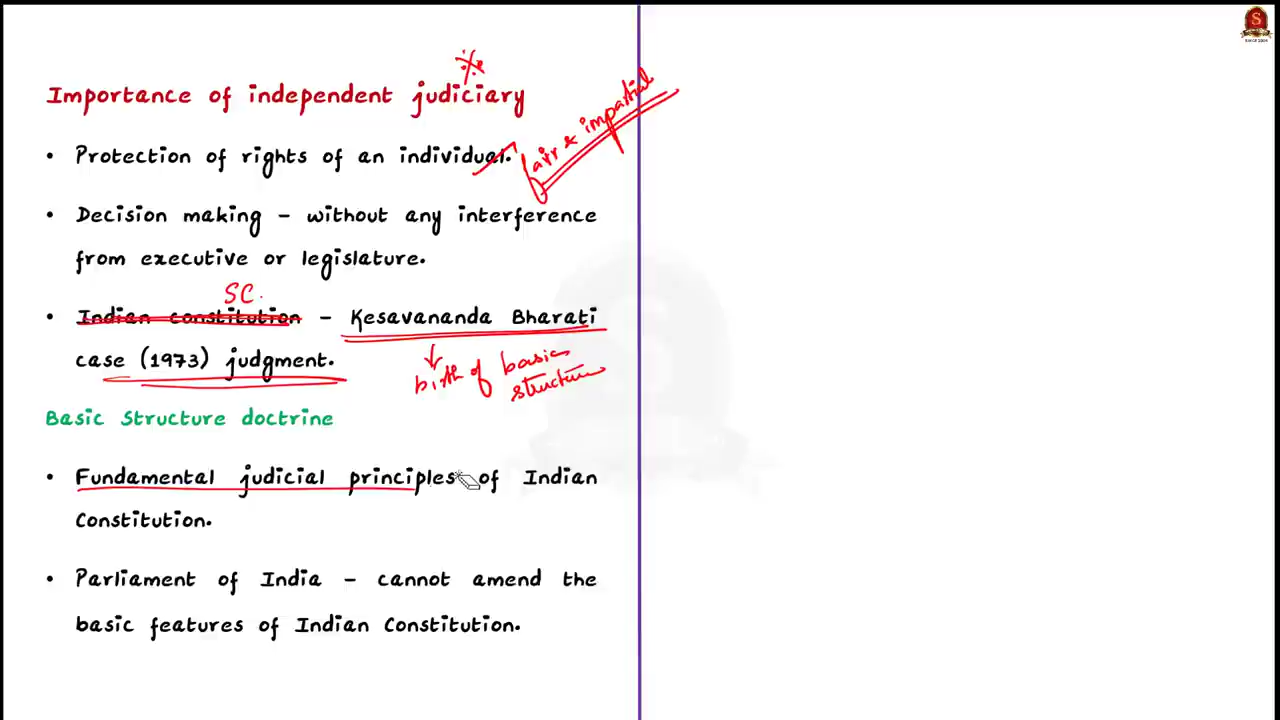 Importance of independent judiciary
• Protection of rights of an individual.
fair & impartial
• Decision making - without any interference
from executive or legislature.
SC.
• Indian constitution - Kesavananda Bharati
case (1973) judgment.
birth of basic
structure
Basic Structure doctrine
• Fundamental judicial principles of Indian
Constitution.
• Parliament of India - cannot amend the
basic features of Indian Constitution.
S
SINCE 2004